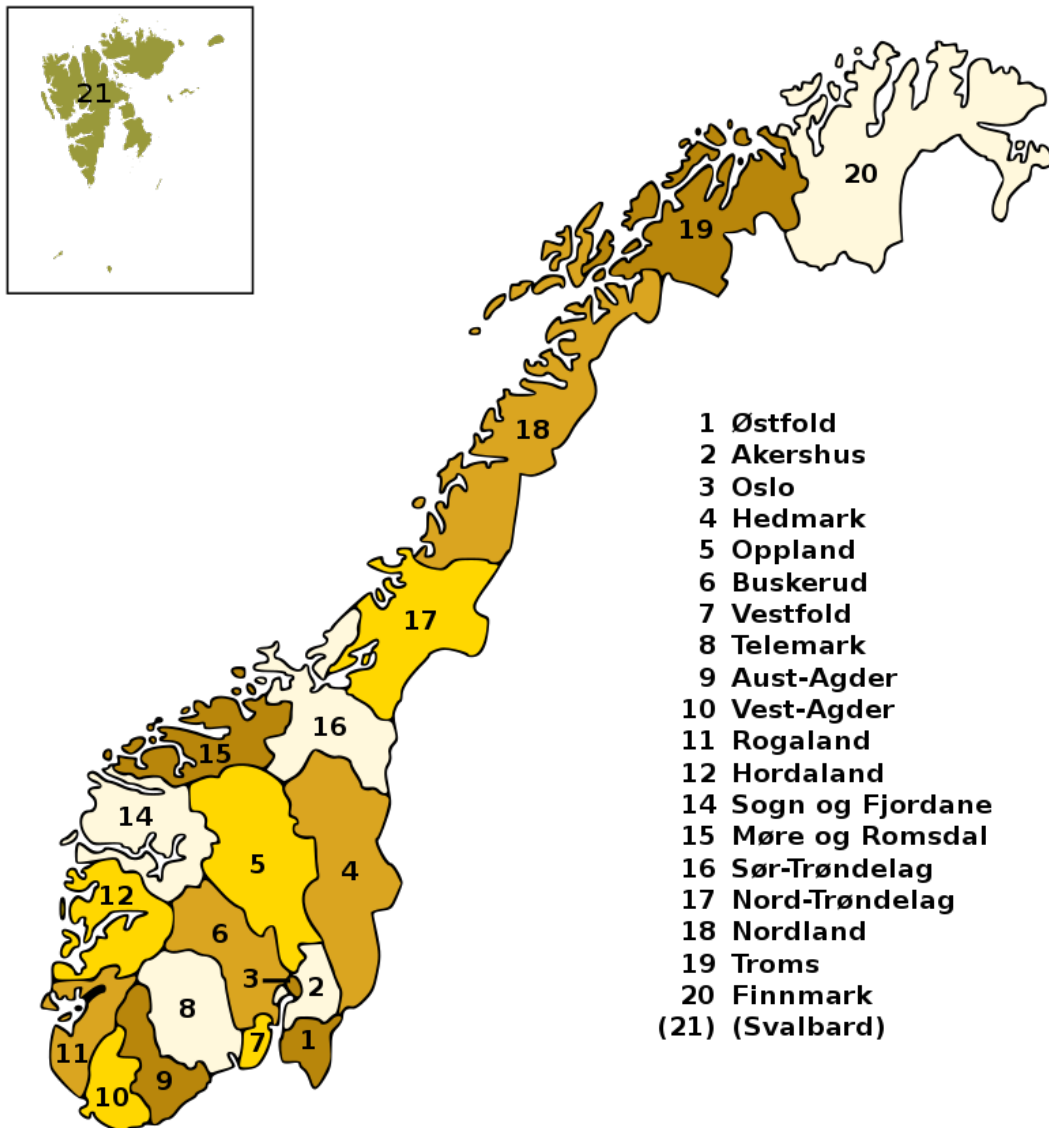 21
20
19
18
17
16
15
14
12
5
4
6
3
2
8
7
1
11
10
9
1 Østfold
2 Akershus
3 Oslo
4 Hedmark
5 Oppland
6 Buskerud
7 Vestfold
8 Telemark
9 Aust-Agder
10 Vest-Agder
11 Rogaland
12 Hordaland
14 Sogn og Fjordane
15 Møre og Romsdal
16 Sør-Trøndelag
17 Nord-Trøndelag
18 Nordland
19 Troms
20 Finnmark
(21) (Svalbard)